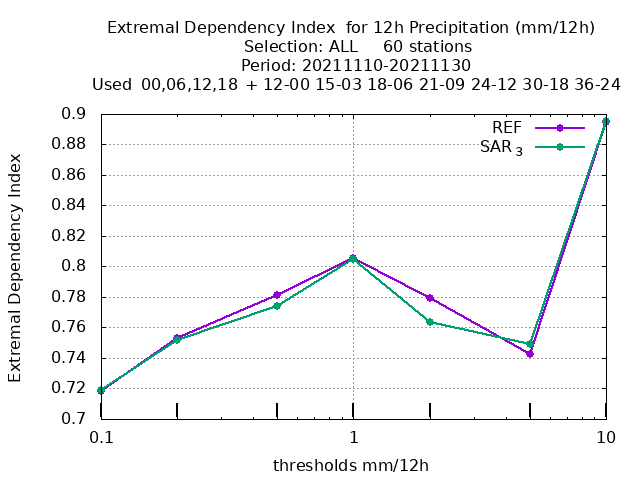 Extremal Dependency Index  for 12h Precipitation (mm/12h)
Selection: ALL     60 stations
Period: 20211110-20211130
Used  00,06,12,18  + 12-00 15-03 18-06 21-09 24-12 30-18 36-24
REF
SAR 3
0.9
0.88
0.86
0.84
0.82
0.8
0.78
0.76
0.74
0.72
0.7
Extremal Dependency Index
0.1 1 10
thresholds mm/12h